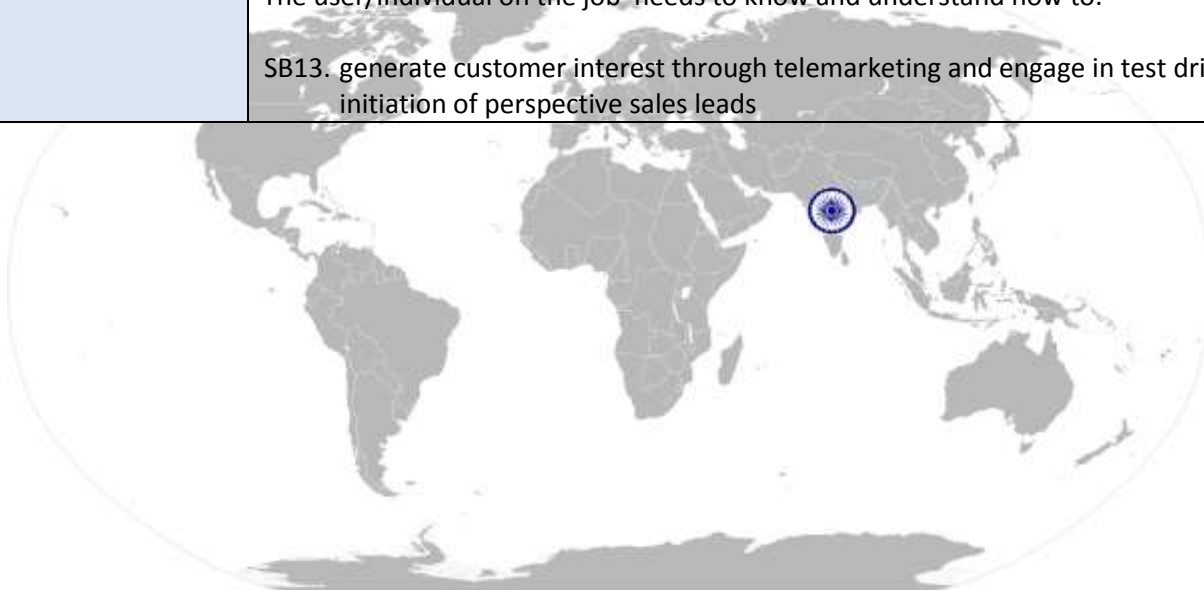 The user/individual on the job needs to know and understand how to:
SB13. generate customer interest through telemarketing and engage in test
initiation of perspective sales leads